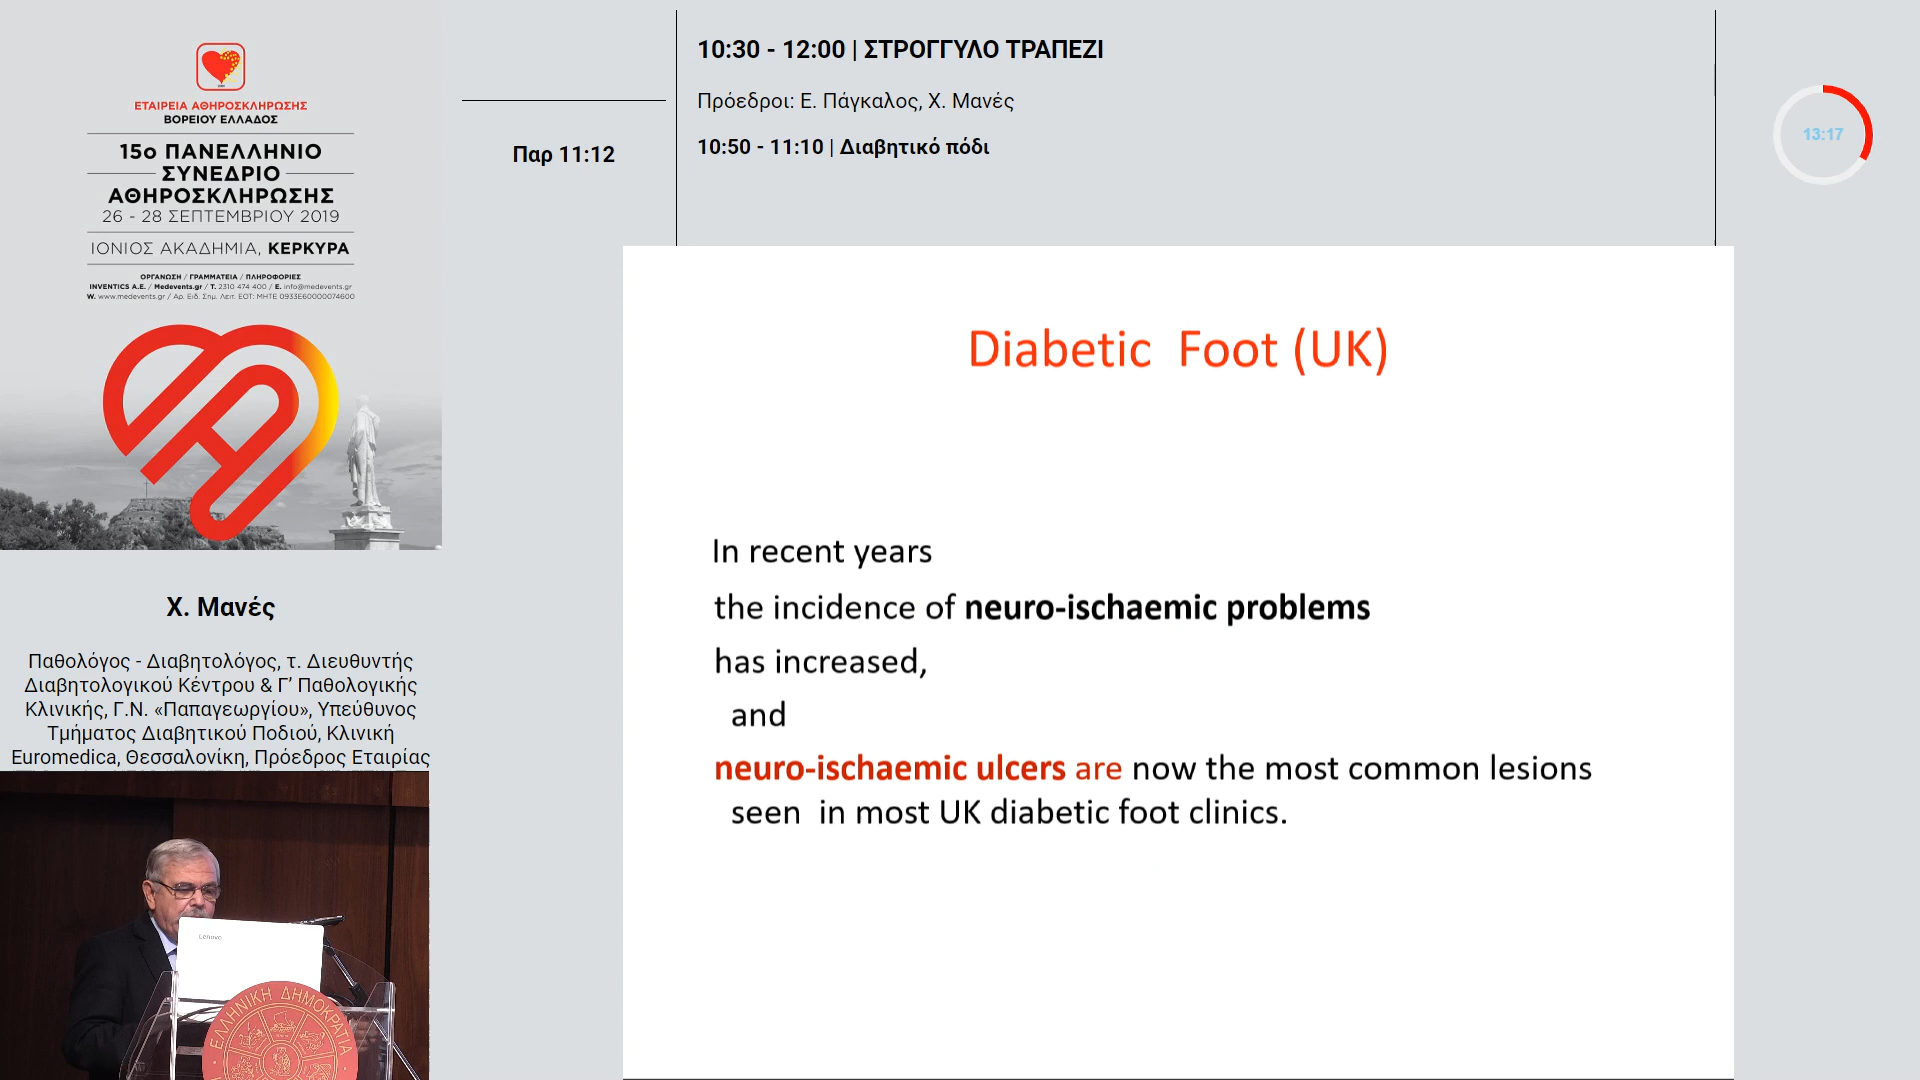 ΕΤΑΙΡΕΙΑ ΑΘΗΡΟΣΚΛΗΡΩΣΗΣ
ΒΟΡΕΙΟΥ ΕΛΛΑΔΟΣ
15ο ΠΑΝΕΛΛΗΝΙΟ
ΣΥΝΕΔΡΙΟ
ΑΘΗΡΟΣΚΛΗΡΩΣΗΣ
26 - 28 ΣΕΠΤΕΜΒΡΙΟΥ 2019
ΙΟΝΙΟΣ ΑΚΑΔΗΜΙΑ, ΚΕΡΚΥΡΑ
ΟΡΓΑΝΩΣΗ / ΓΡΑΜΜΑΤΕΙΑ / ΠΛΗΡΟΦΟΡΙΕΣ
INVENTICS A.E. / Medevents.gr / T. 2310 474 400 / E. info@medevents.gr
W. www.medevents.gr / Αρ. Ειδ. Σημ. Λειτ. ΕΟΤ: ΜΗΤΕ 0933Ε60000074600
Παρ 11:12
10:30 - 12:00 | ΣΤΡΟΓΓΥΛΟ ΤΡΑΠΕΖΙ
Πρόεδροι: Ε. Πάγκαλος, Χ. Μανές
10:50 - 11:10 | Διαβητικό πόδι
13:17
Diabetic Foot (UK)
In recent years
the incidence of neuro-ischaemic problems
has increased,
and
neuro-ischaemic ulcers are now the most common lesions
seen in most UK diabetic foot clinics.
Χ. Μανές
Παθολόγος - Διαβητολόγος, τ. Διευθυντής
Διαβητολογικού Κέντρου & Γ’ Παθολογικής
Κλινικής, Γ.Ν. «Παπαγεωργίου», Υπεύθυνος
Τμήματος Διαβητικού Ποδιού, Κλινική
Euromedica, Θεσσαλονίκη, Πρόεδρος Εταιρίας
Lenovo
ΕΛΛΗΝΙΚΗ ΔΗΜΟΚΡΑΤΙΑ